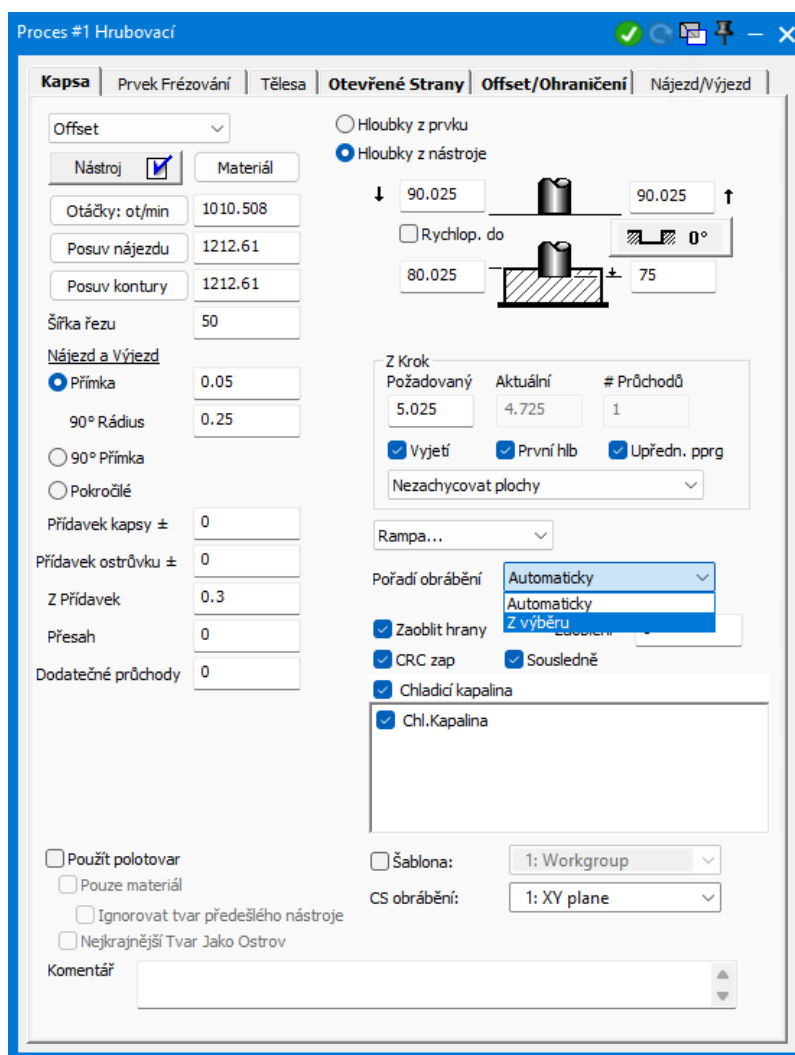 Proces #1 Hrubovací
Kapsa Prvek Frézování Tělesa Otevřené Strany Offset/Ohraničení Nájezd/Výjezd
Offset
Hloubky z prvku
Hloubky z nástroje
Nástroj Materiál
90.025 90.025
Otáčky: ot/min 1010.508
Rychlop. do
0°
Posuv nájezdu 1212.61
80.025 75
Posuv kontury 1212.61
Šířka řezu 50
Nájezd a Výjezd
Přímka 0.05
90° Rádius 0.25
90° Přímka
Pokročilé
Z Krok
Požadovaný Aktuální # Průchodů
5.025 4.725 1
Vyjetí První hlb Upředn. pprg
Nezachycovat plochy
Přídavek kapsy ± 0
Rampa...
Přídavek ostrůvku ± 0
Pořadí obrábění Automaticky
Automaticky
Z výběru
Z Přídavek 0.3
Zaoblit hrany
Přesah 0
CRC zap Sousledně
Dodatečné průchody 0
Chladicí kapalina
Chl.Kapalina
Použít polotovar
Pouze materiál
Ignorovat tvar předešlého nástroje
Nejkrajnější Tvar Jako Ostrov
Šablona: 1: Workgroup
CS obrábění: 1: XY plane
Komentář